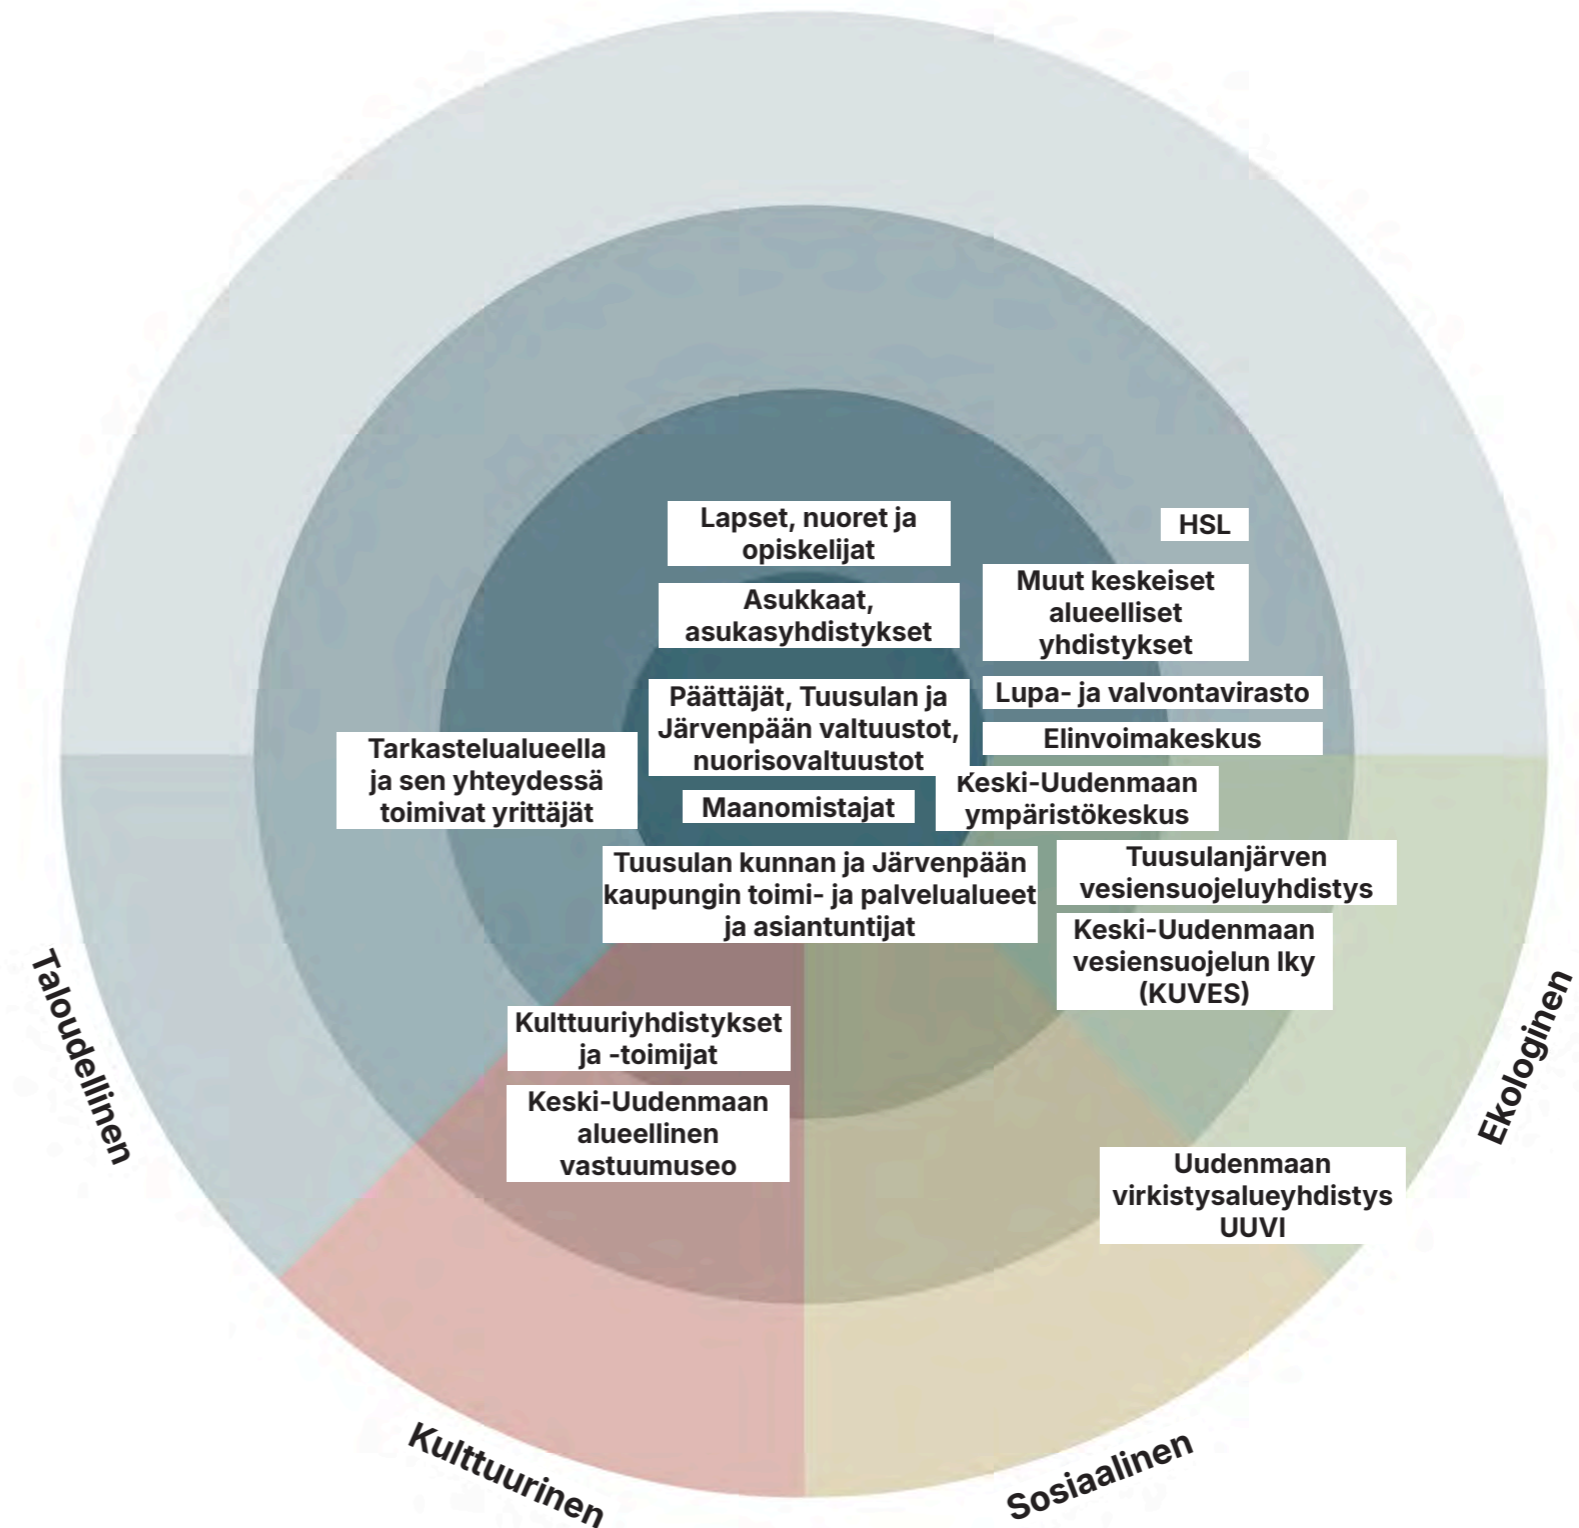 Lapset, nuoret ja
opiskelijat
HSL
Asukkaat,
asukasyhdistykset
Muut keskeiset
alueelliset
yhdistykset
Päättäjät, Tuusulan ja
Järvenpään valtuustot,
nuorisovaltuustot
Lupa- ja valvontavirasto
Elinvoimakeskus
Tarkastelualueella
ja sen yhteydessä
toimivat yrittäjät
Maanomistajat
Keski-Uudenmaan
ympäristökeskus
Tuusulan kunnan ja Järvenpään
kaupungin toimi- ja palvelualueet
ja asiantuntijat
Tuusulanjärven
vesiensuojeluyhdistys
Keski-Uudenmaan
vesiensuojelun lky
(KUVES)
Kulttuuriyhdistykset
ja -toimijat
Keski-Uudenmaan
alueellinen
vastuumuseo
Uudenmaan
virkistysalueyhdistys
UUVI
Taloudellinen
Kulttuurinen
Sosiaalinen
Ekologinen